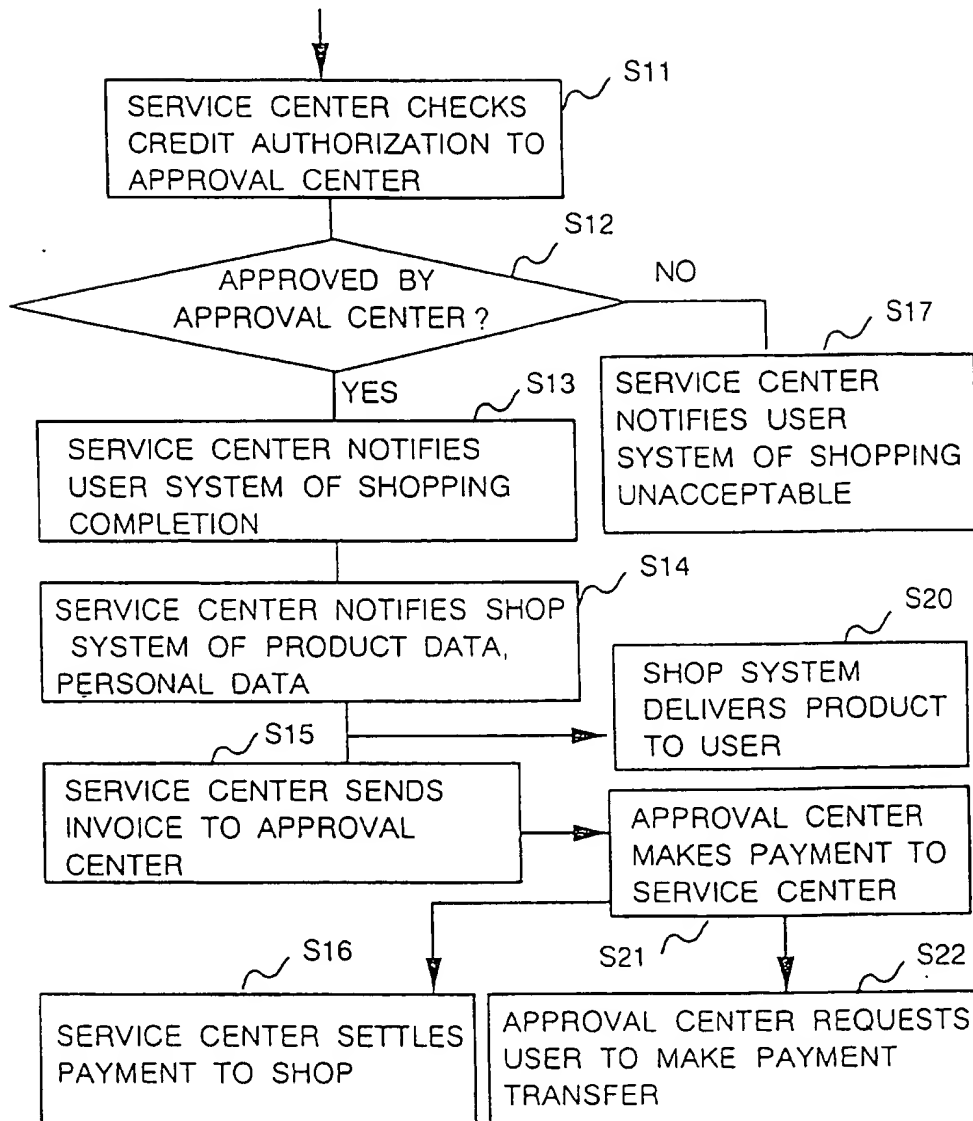 S11
SERVICE CENTER CHECKS
CREDIT AUTHORIZATION TO
APPROVAL CENTER
S12
APPROVED BY
APPROVAL CENTER?
NO
YES
S17
SERVICE CENTER
NOTIFIES USER
SYSTEM OF SHOPPING
UNACCEPTABLE
S13
SERVICE CENTER NOTIFIES
USER SYSTEM OF SHOPPING
COMPLETION
S14
SERVICE CENTER NOTIFIES SHOP
SYSTEM OF PRODUCT DATA,
PERSONAL DATA
S20
SHOP SYSTEM
DELIVERS PRODUCT
TO USER
S15
SERVICE CENTER SENDS
INVOICE TO APPROVAL
CENTER
APPROVAL CENTER
MAKES PAYMENT TO
SERVICE CENTER
S21
S16
SERVICE CENTER SETTLES
PAYMENT TO SHOP
S22
APPROVAL CENTER REQUESTS
USER TO MAKE PAYMENT
TRANSFER